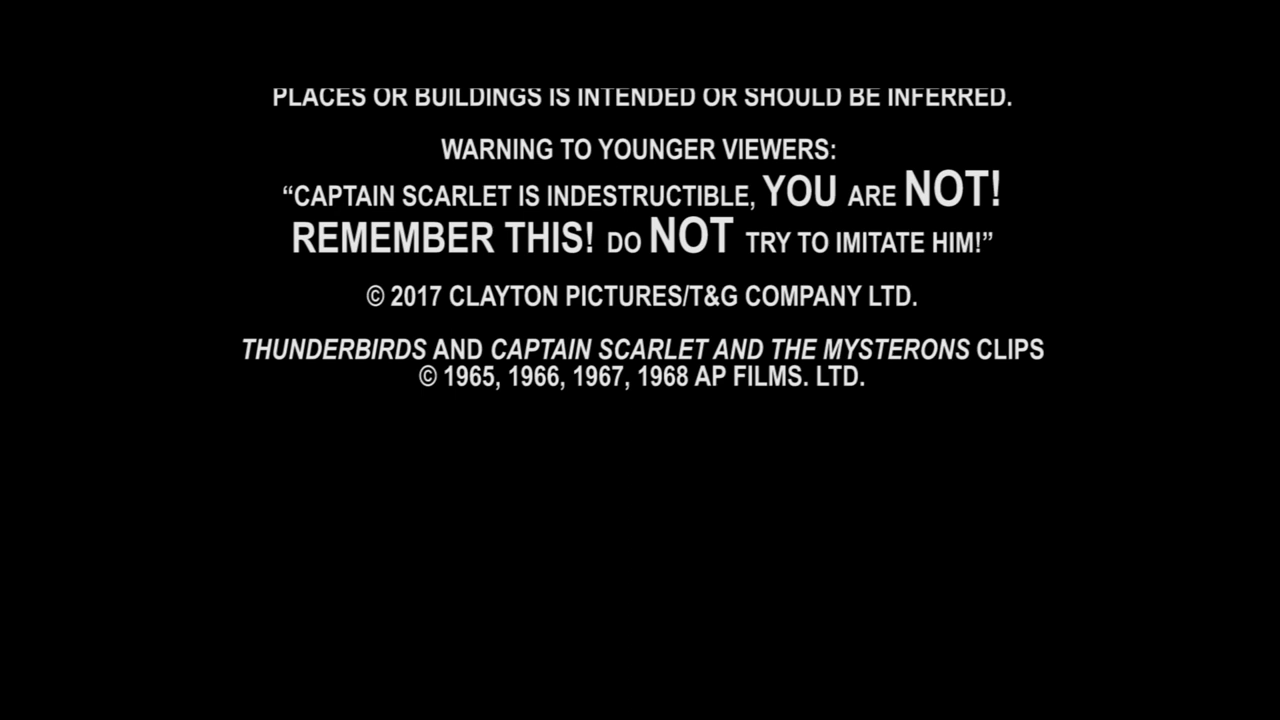 PLACES OR BUILDINGS IS INTENDED OR SHOULD BE INFERRED.
WARNING TO YOUNGER VIEWERS:
“CAPTAIN SCARLET IS INDESTRUCTIBLE, YOU ARE NOT!
REMEMBER THIS! DO NOT TRY TO IMITATE HIM!”
© 2017 CLAYTON PICTURES/T&G COMPANY LTD.
THUNDERBIRDS AND CAPTAIN SCARLET AND THE MYSTERONS CLIPS
© 1965, 1966, 1967, 1968 AP FILMS. LTD.